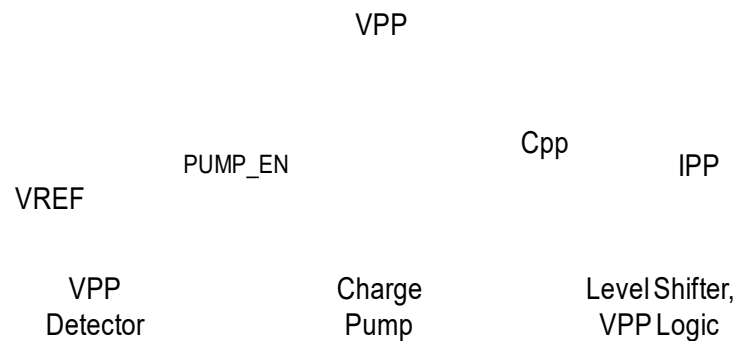 VPP
Cpp
PUMP_EN
IPP
VREF
VPP
Detector
Charge
Pump
Level Shifter,
VPP Logic